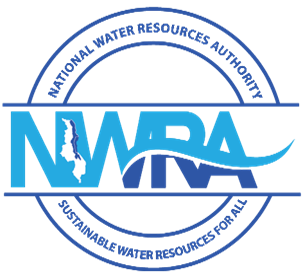 NATIONAL WATER RESOURCES AUTHORITY
NWRA
SUSTAINABLE WATER RESOURCES FOR ALL